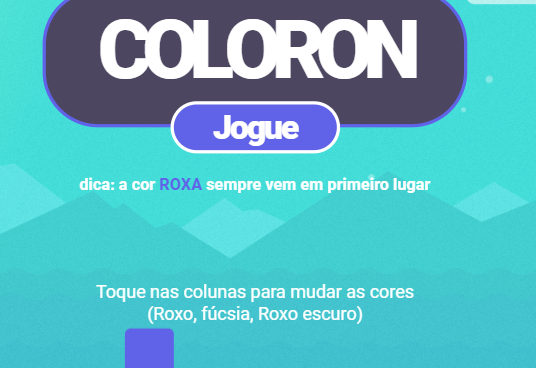 COLORON
Jogue
dica: a cor ROXA sempre vem em primeiro lugar
Toque nas colunas para mudar as cores
(Roxo, fúcsia, Roxo escuro)